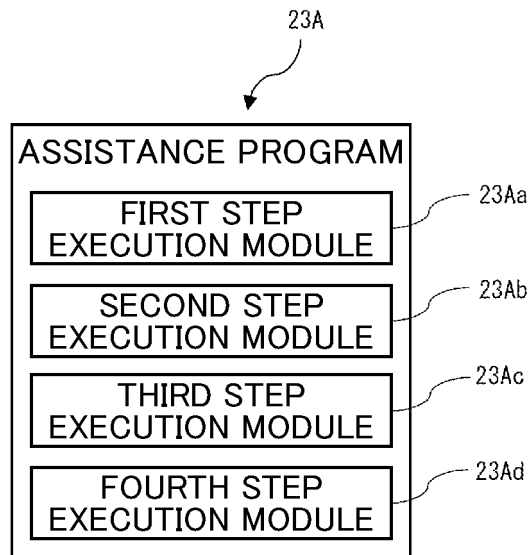 23A
ASSISTANCE PROGRAM
FIRST STEP
EXECUTION MODULE
23Aa
SECOND STEP
EXECUTION MODULE
23Ab
THIRD STEP
EXECUTION MODULE
23Ac
FOURTH STEP
EXECUTION MODULE
23Ad